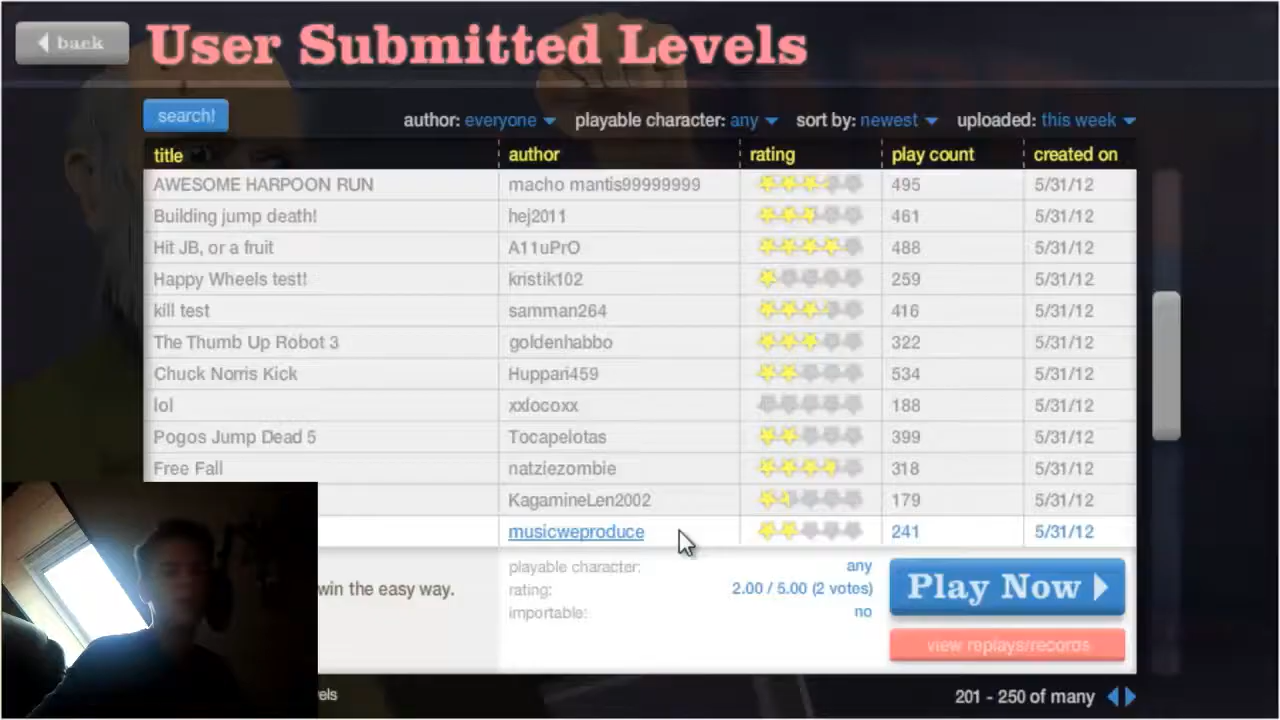 back
User Submitted Levels
search!
author: everyone playable character: any sort by: newest uploaded: this week
title author rating play count created on
AWESOME HARPOON RUN macho mantis99999999 495 5/31/12
Building jump death! hej2011 461 5/31/12
Hit JB, or a fruit A11uPrO 488 5/31/12
Happy Wheels test! kristik102 259 5/31/12
kill test samman264 416 5/31/12
The Thumb Up Robot 3 goldenhabbo 322 5/31/12
Chuck Norris Kick Huppari459 534 5/31/12
lol xxlocoxx 188 5/31/12
Pogos Jump Dead 5 Tocapelotas 399 5/31/12
Free Fall natziezombie 318 5/31/12
KagamineLen2002 179 5/31/12
musicweproduce 241 5/31/12
win the easy way.
playable character: any
rating: 2.00 / 5.00 (2 votes)
importable: no
Play Now
view replays/records
201 - 250 of many